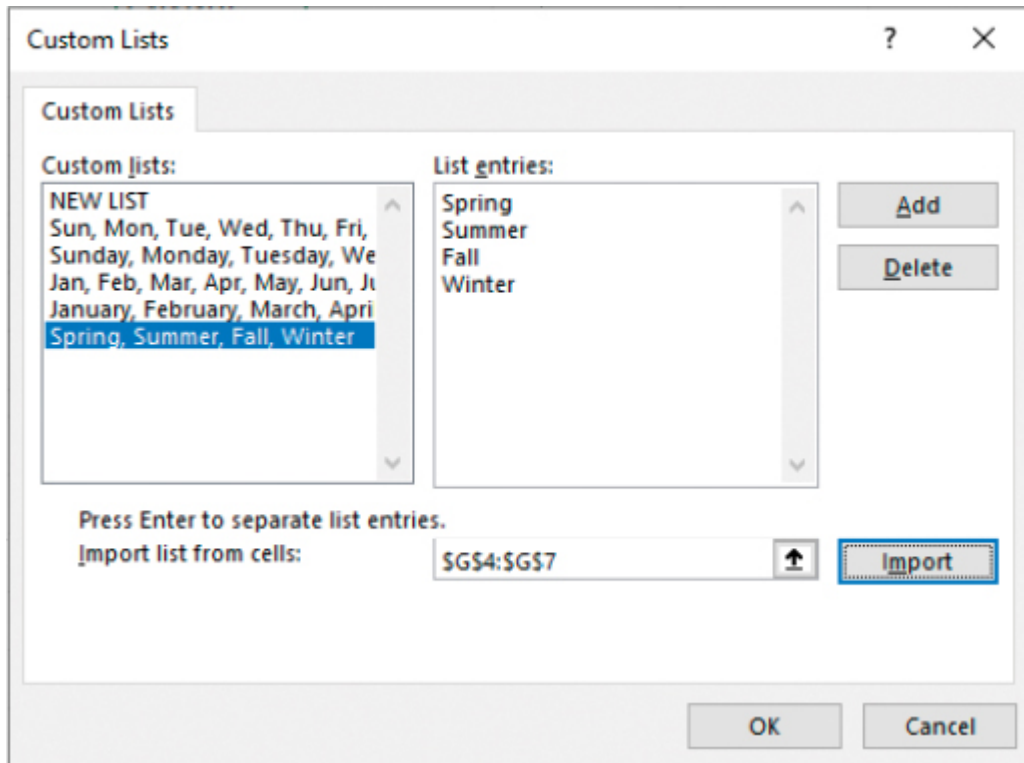 Custom Lists
?
Custom Lists
Custom lists:
NEW LIST
Sun, Mon, Tue, Wed, Thu, Fri,
Sunday, Monday, Tuesday, We
Jan, Feb, Mar, Apr, May, Jun, Ju
January, February, March, Apri
Spring, Summer, Fall, Winter
List entries:
Spring
Summer
Fall
Winter
Add
Delete
Press Enter to separate list entries.
Import list from cells:
$G$4:$G$7
Import
OK
Cancel